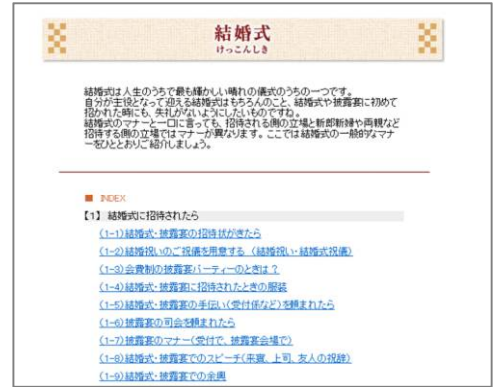 結婚式
けっこんしき
結婚式は人生のうちで最も輝かしい晴れの儀式のうちの一つです。
自分が主役となって迎える結婚式はもちろんのこと、結婚式や披露宴に初めて
招かれた時にも、失礼がないようにしたいものですね。
結婚式のマナーと一口に言っても、招待される側の立場と新郎新婦や両親など
招待する側の立場ではマナーが異なります。ここでは結婚式の一般的なマナ
ーをひととおりご紹介しましょう。
INDEX
【1】 結婚式に招待されたら
(1-1)結婚式・披露宴の招待状がきたら
(1-2)結婚祝いのご祝儀を用意する (結婚祝い・結婚式祝儀)
(1-3)会費制の披露宴パーティーのときは?
(1-4)結婚式・披露宴に招待されたときの服装
(1-5)結婚式・披露宴の手伝い(受付係など)を頼まれたら
(1-6)披露宴の司会を頼まれたら
(1-7)披露宴のマナー(受付で、披露宴会場で)
(1-8)結婚式・披露宴でのスピーチ(来賓、上司、友人の祝辞)
(1-9)結婚式・披露宴での余興